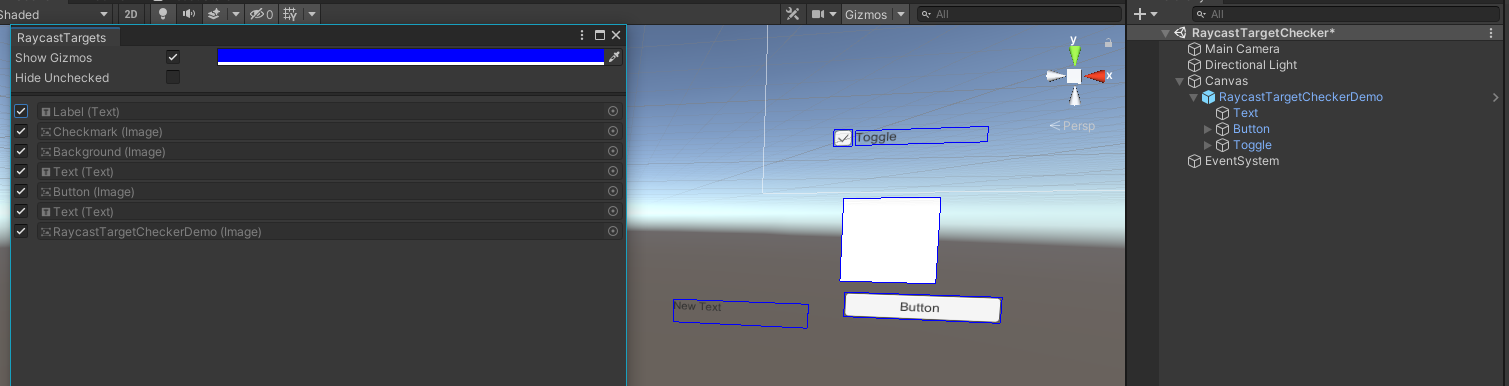 Shaded
2D
0
Gizmos
All
All
RaycastTargets
Show Gizmos
Hide Unchecked
Label (Text)
Checkmark (Image)
Background (Image)
Text (Text)
Button (Image)
Text (Text)
RaycastTargetCheckerDemo (Image)
y
x
Persp
Toggle
New Text
Button
RaycastTargetChecker*
Main Camera
Directional Light
Canvas
RaycastTargetCheckerDemo
Text
Button
Toggle
EventSystem